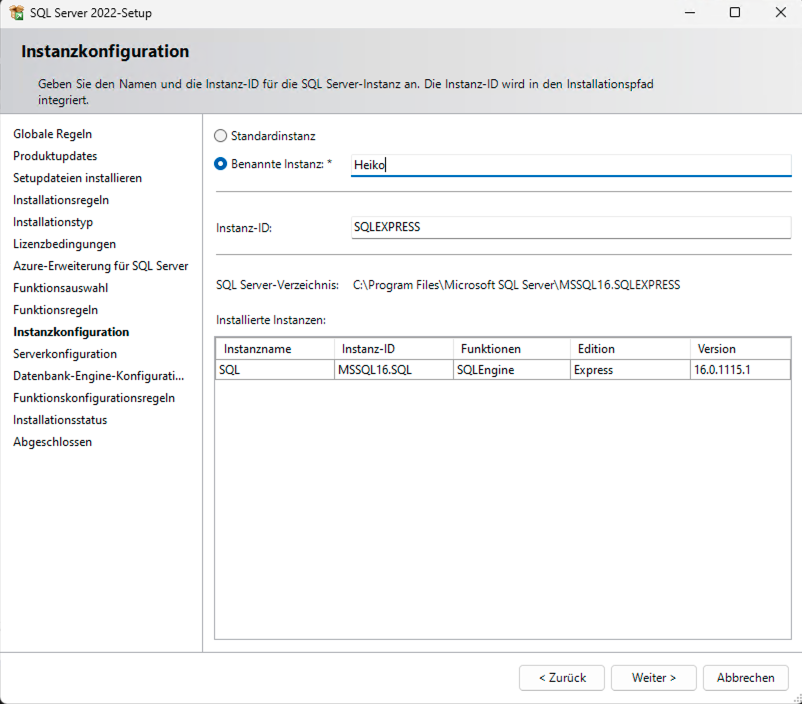 SQL Server 2022-Setup
Instanzkonfiguration
Geben Sie den Namen und die Instanz-ID für die SQL Server-Instanz an. Die Instanz-ID wird in den Installationspfad
integriert.
Globale Regeln
Produktupdates
Setupdateien installieren
Installationsregeln
Installationstyp
Lizenzbedingungen
Azure-Erweiterung für SQL Server
Funktionsauswahl
Funktionsregeln
Instanzkonfiguration
Serverkonfiguration
Datenbank-Engine-Konfigurati...
Funktionskonfigurationsregeln
Installationsstatus
Abgeschlossen
Standardinstanz
Benannte Instanz: * Heiko
Instanz-ID: SQLEXPRESS
SQL Server-Verzeichnis: C:\Program Files\Microsoft SQL Server\MSSQL16.SQLEXPRESS
Installierte Instanzen:
Instanzname Instanz-ID Funktionen Edition Version
SQL MSSQL16.SQL SQLEngine Express 16.0.1115.1
< Zurück Weiter > Abbrechen